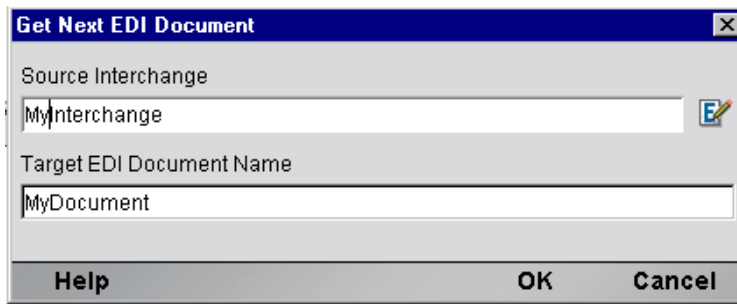 Get Next EDI Document
Source Interchange
MyInterchange
Target EDI Document Name
MyDocument
Help OK Cancel